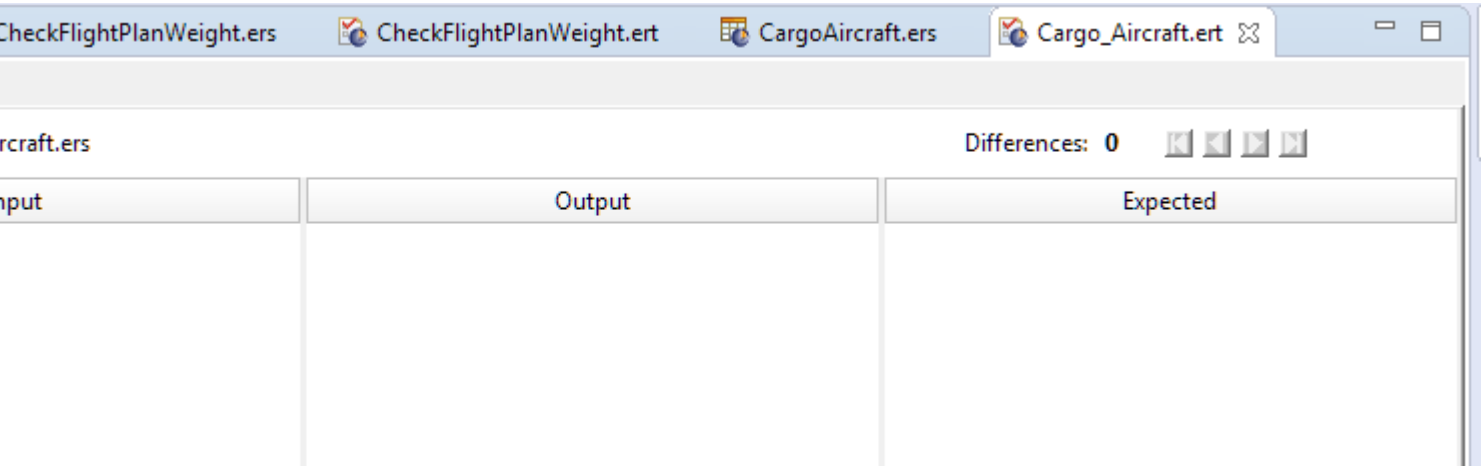 CheckFlightPlanWeight.ers CheckFlightPlanWeight.ert CargoAircraft.ers Cargo_Aircraft.ert
rcraft.ers Differences: 0
nput Output Expected